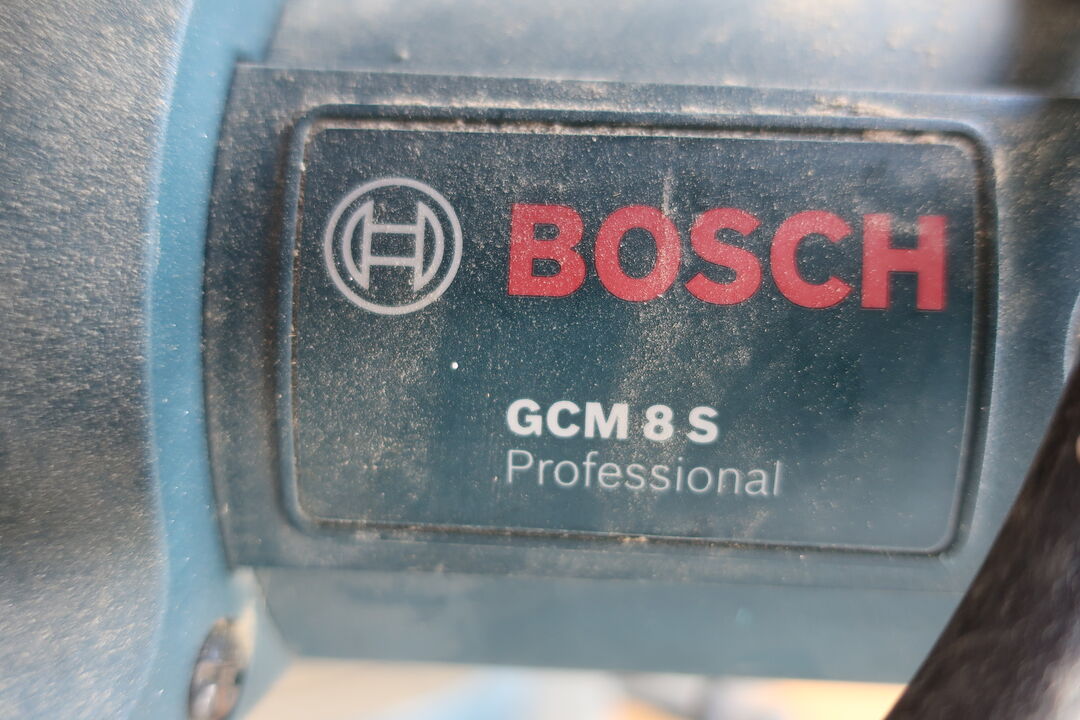 BOSCH
GCM 8 S
Professional